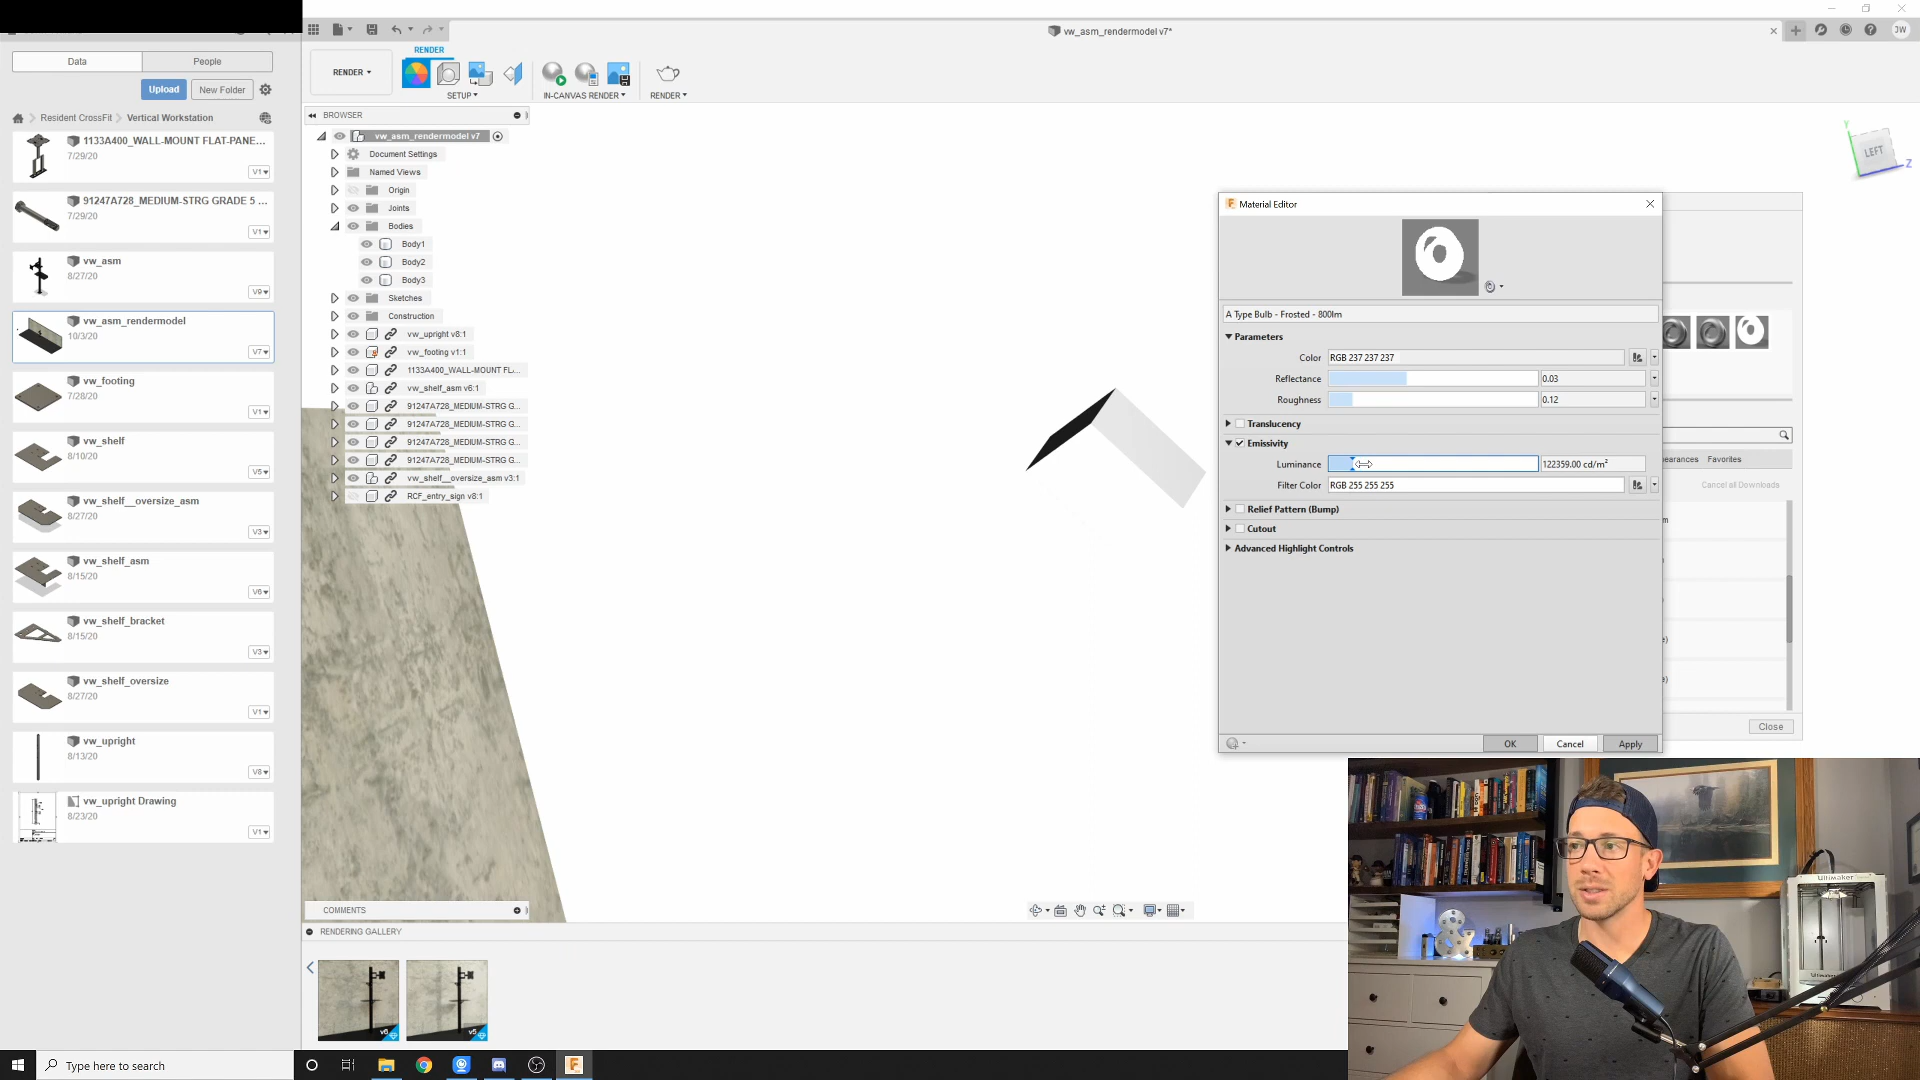 vw_asm_rendermodel v7*
JW
Data
People
RENDER
RENDER
SETUP
IN-CANVAS RENDER
RENDER
Upload
New Folder
Resident CrossFit
Vertical Workstation
BROWSER
vw_asm_rendermodel v7
Document Settings
Named Views
Origin
Joints
Bodies
Body1
Body2
Body3
Sketches
Construction
vw_upright v8:1
vw_footing v1:1
1133A400_WALL-MOUNT FL...
vw_shelf_asm v6:1
91247A728_MEDIUM-STRG G...
91247A728_MEDIUM-STRG G...
91247A728_MEDIUM-STRG G...
91247A728_MEDIUM-STRG G...
vw_shelf__oversize_asm v3:1
RCF_entry_sign v8:1
1133A400_WALL-MOUNT FLAT-PANE...
7/29/20
V1
91247A728_MEDIUM-STRG GRADE 5 ...
7/29/20
V1
vw_asm
8/27/20
V9
vw_asm_rendermodel
10/3/20
V7
vw_footing
7/28/20
V1
vw_shelf
8/10/20
V5
vw_shelf__oversize_asm
8/27/20
V3
vw_shelf_asm
8/15/20
V6
vw_shelf_bracket
8/15/20
V3
vw_shelf_oversize
8/27/20
V1
vw_upright
8/13/20
V8
vw_upright Drawing
8/23/20
V1
Y
LEFT
Z
Material Editor
A Type Bulb - Frosted - 800lm
Parameters
Color RGB 237 237 237
Reflectance 0.03
Roughness 0.12
Translucency
Emissivity
Luminance 122359.00 cd/m²
Filter Color RGB 255 255 255
Relief Pattern (Bump)
Cutout
Advanced Highlight Controls
OK
Cancel
Apply
earances
Favorites
Cancel all Downloads
Close
COMMENTS
RENDERING GALLERY
v6
v5
Ultimaker
Type here to search